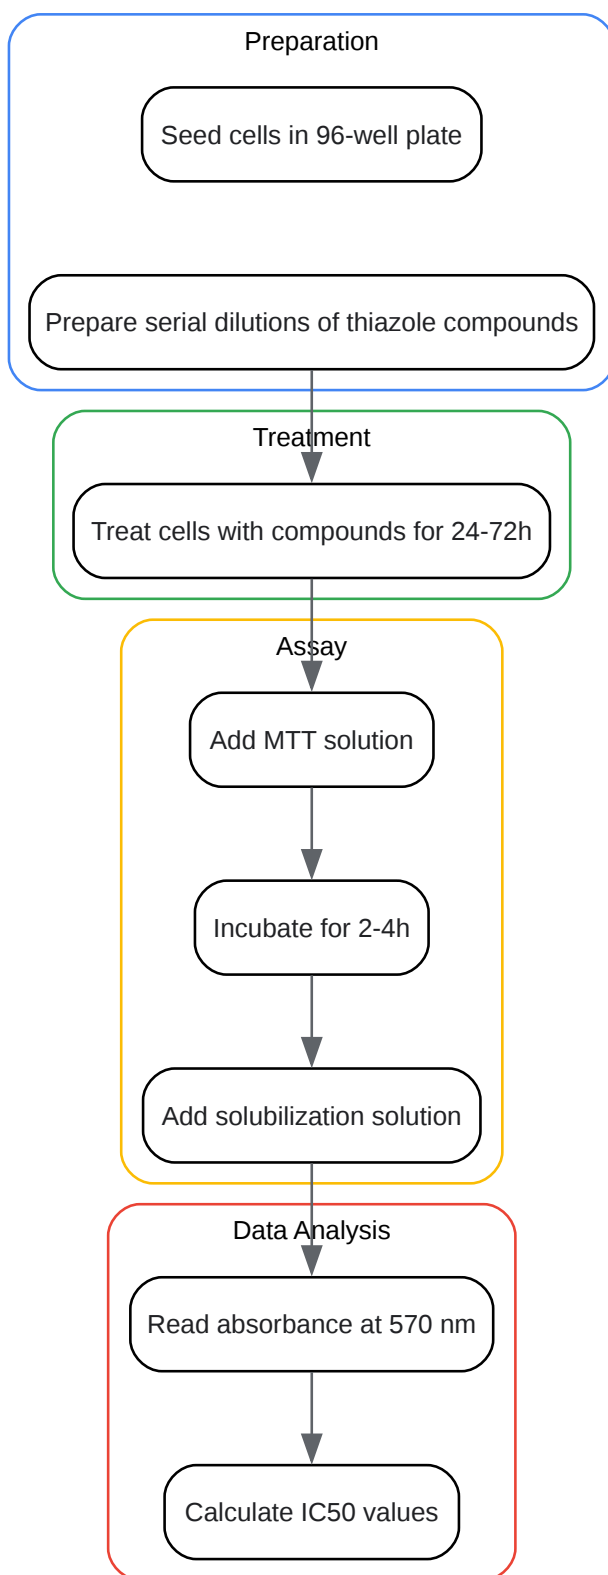 Preparation
Seed cells in 96-well plate
Prepare serial dilutions of thiazole compounds
Treatment
Treat cells with compounds for 24-72h
Assay
Add MTT solution
Incubate for 2-4h
Add solubilization solution
Data Analysis
Read absorbance at 570 nm
Calculate IC50 values